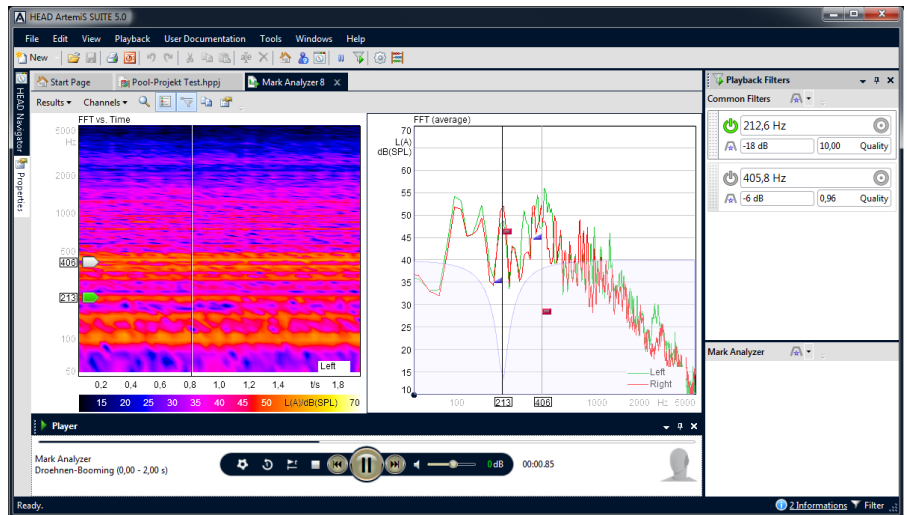 HEAD ArtemiS SUITE 5.0
File Edit View Playback User Documentation Tools Windows Help
New
Start Page Pool-Projekt Test.hppj Mark Analyzer 8 x
HEAD Navigator
Properties
Results Channels
FFT vs. Time
5000
Hz
2000
1000
500
406
213
100
50
Left
0,2 0,4 0,6 0,8 1,0 1,2 1,4 t/s 1,8
15 20 25 30 35 40 45 50 L(A)/dB(SPL) 70
FFT (average)
70
L(A)
dB(SPL)
60
55
50
45
40
35
30
25
20
15
10
Left
Right
100 213 406 1000 2000 Hz 5000
Playback Filters
Common Filters
212,6 Hz
-18 dB 10,00 Quality
405,8 Hz
-6 dB 0,96 Quality
Mark Analyzer
Player
Mark Analyzer
Droehnen-Booming (0,00 - 2,00 s)
0 dB 00:00.85
Ready.
2 Informations Filter